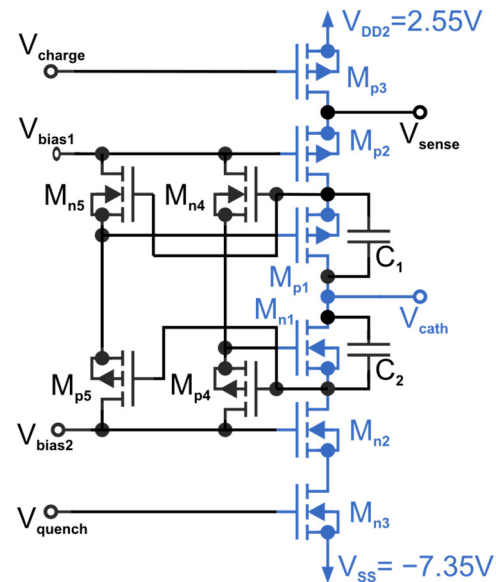 V_DD2 = 2.55V
V_charge
M_p3
V_bias1
M_p2
V_sense
M_n5
M_n4
C_1
M_p1
M_n1
V_cath
C_2
M_p5
M_p4
V_bias2
M_n2
V_quench
M_n3
V_SS = −7.35V